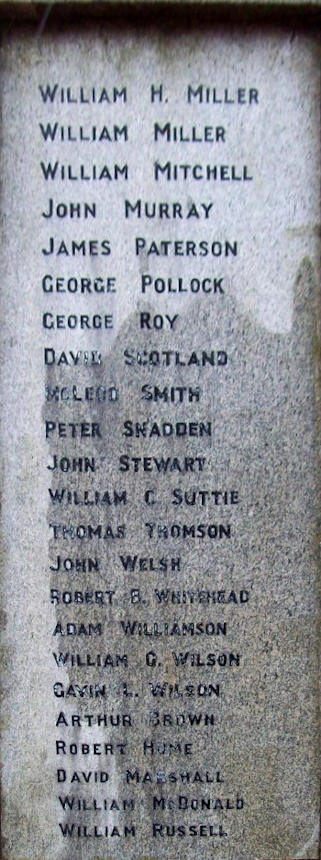 WILLIAM H. MILLER
WILLIAM MILLER
WILLIAM MITCHELL
JOHN MURRAY
JAMES PATERSON
GEORGE POLLOCK
GEORGE ROY
DAVID SCOTLAND
MCLEOD SMITH
PETER SNADDEN
JOHN STEWART
WILLIAM C SUTTIE
THOMAS THOMSON
JOHN WELSH
ROBERT B. WHITEHEAD
ADAM WILLIAMSON
WILLIAM G. WILSON
GAVIN L. WILSON
ARTHUR BROWN
ROBERT HUME
DAVID MARSHALL
WILLIAM MCDONALD
WILLIAM RUSSELL